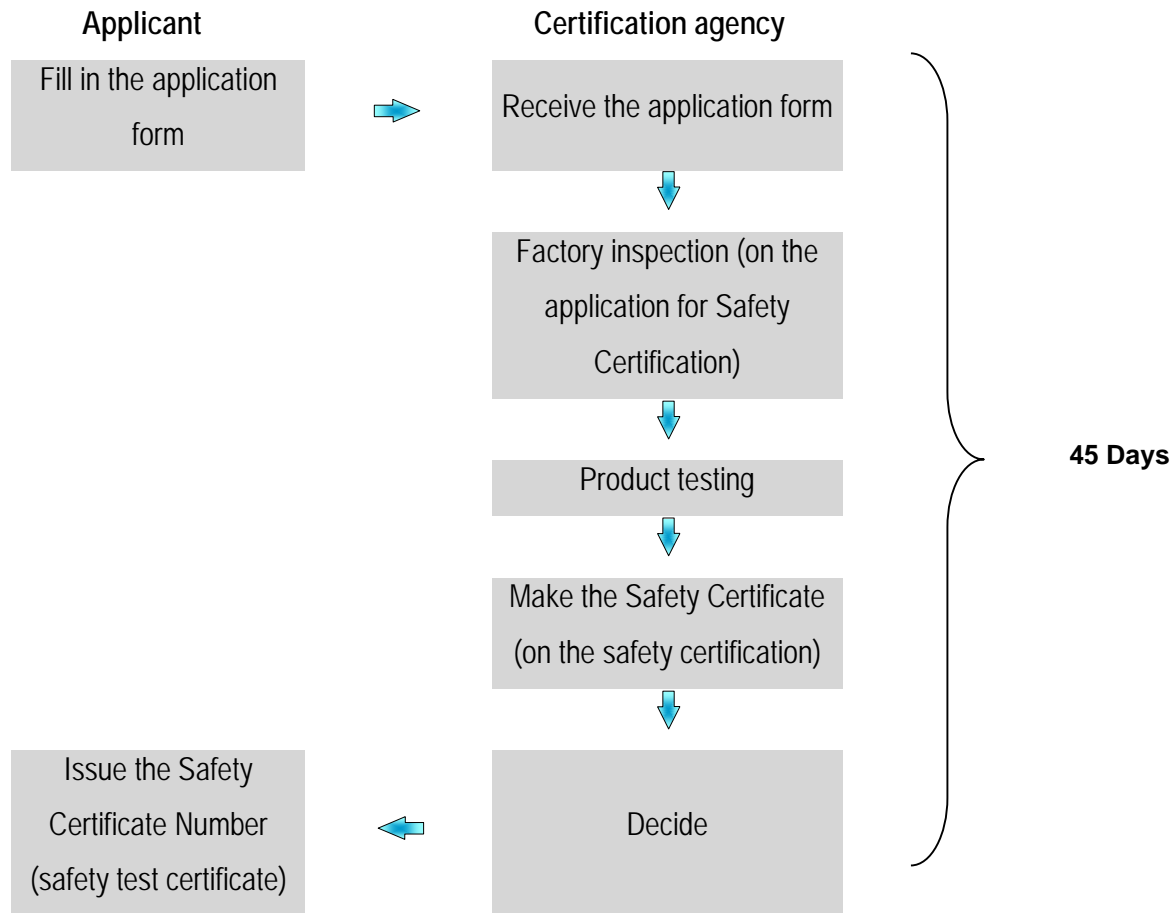 Applicant
Certification agency
Fill in the application
form
Receive the application form
Factory inspection (on the
application for Safety
Certification)
Product testing
Make the Safety Certificate
(on the safety certification)
Issue the Safety
Certificate Number
(safety test certificate)
Decide
45 Days